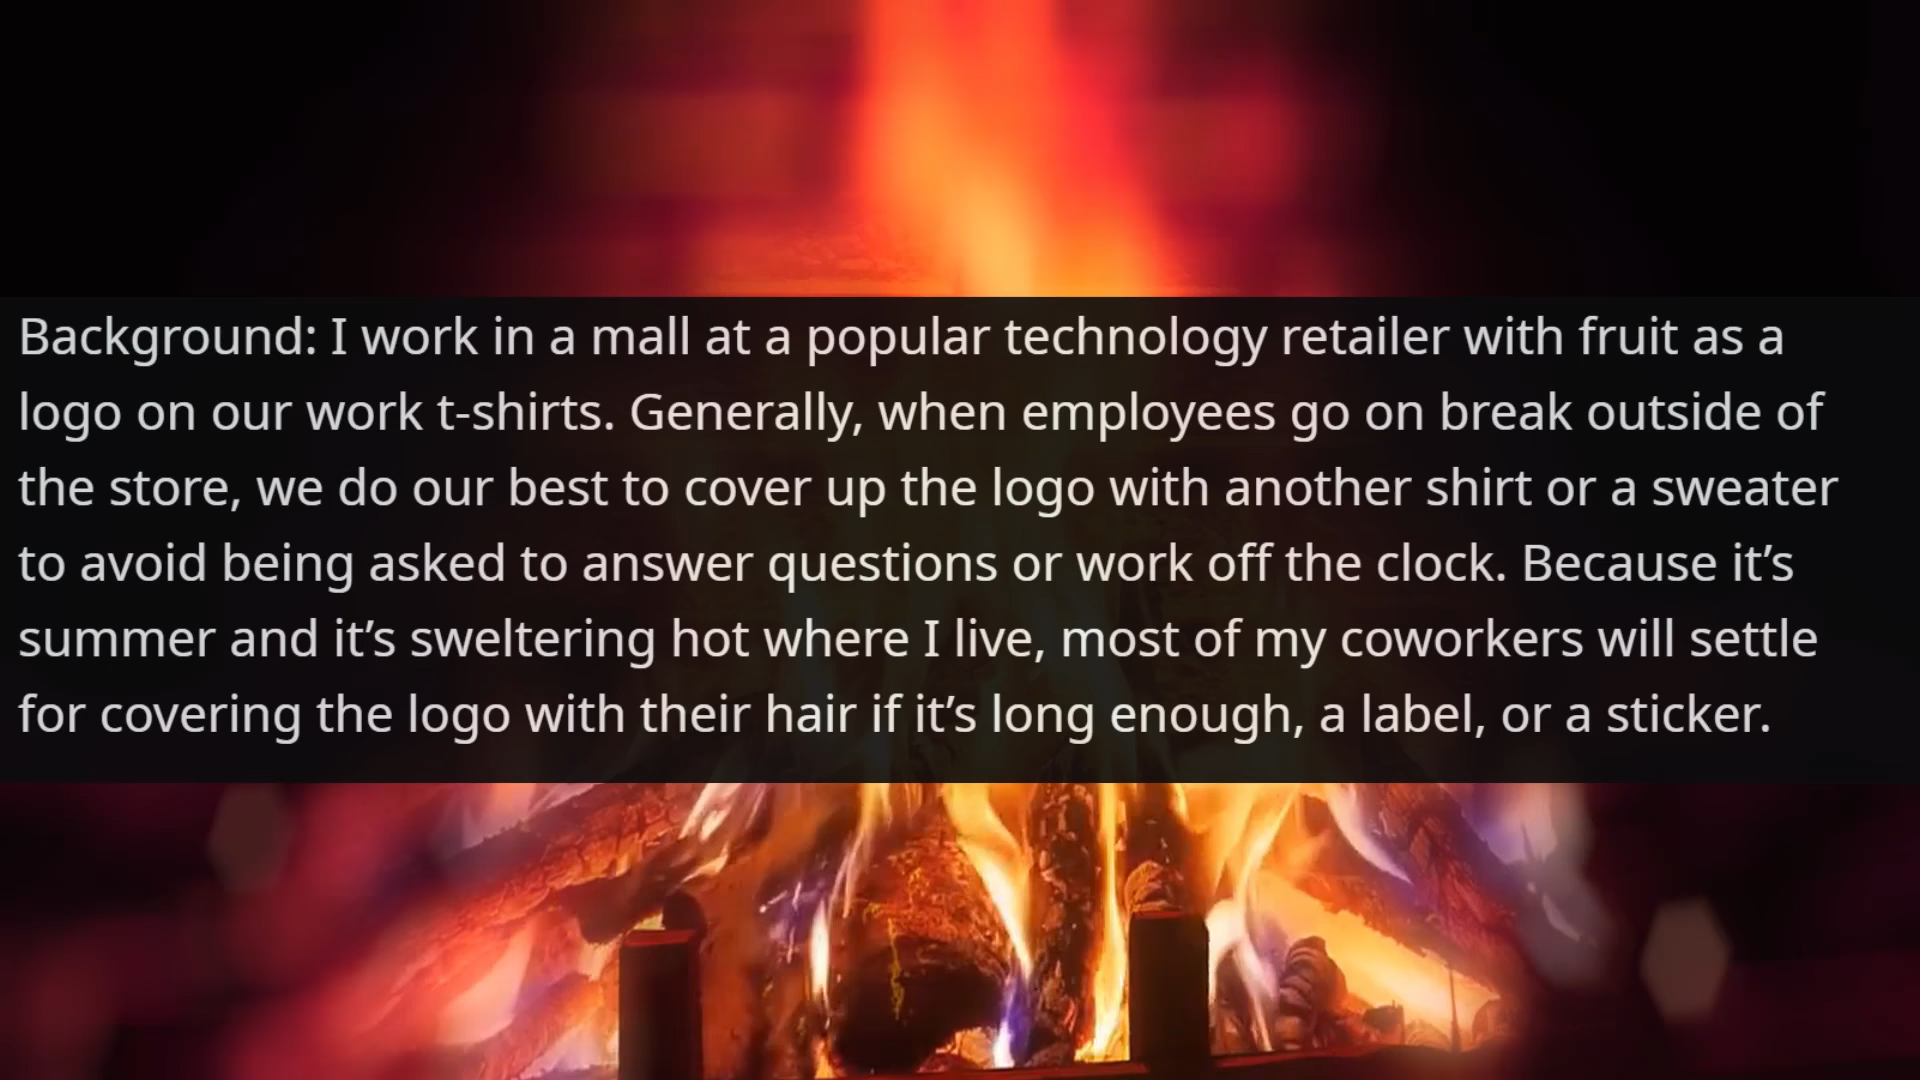 Background: I work in a mall at a popular technology retailer with fruit as a
logo on our work t-shirts. Generally, when employees go on break outside of
the store, we do our best to cover up the logo with another shirt or a sweater
to avoid being asked to answer questions or work off the clock. Because it’s
summer and it’s sweltering hot where I live, most of my coworkers will settle
for covering the logo with their hair if it’s long enough, a label, or a sticker.